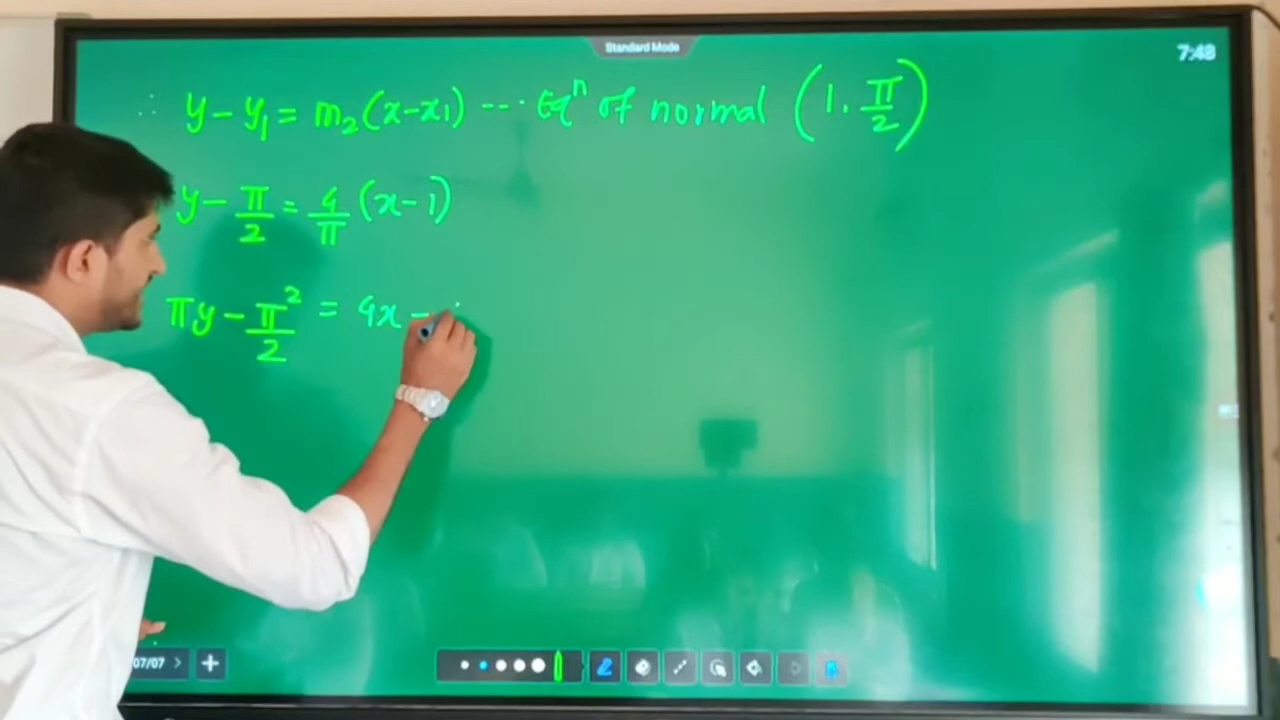 Standard Mode
7:48
∴ y - y₁ = m₂(x - x₁) --- Eqⁿ of normal (1, π/2)
y - π/2 = 4/π (x - 1)
πy - π²/2 = 4x -
07/07